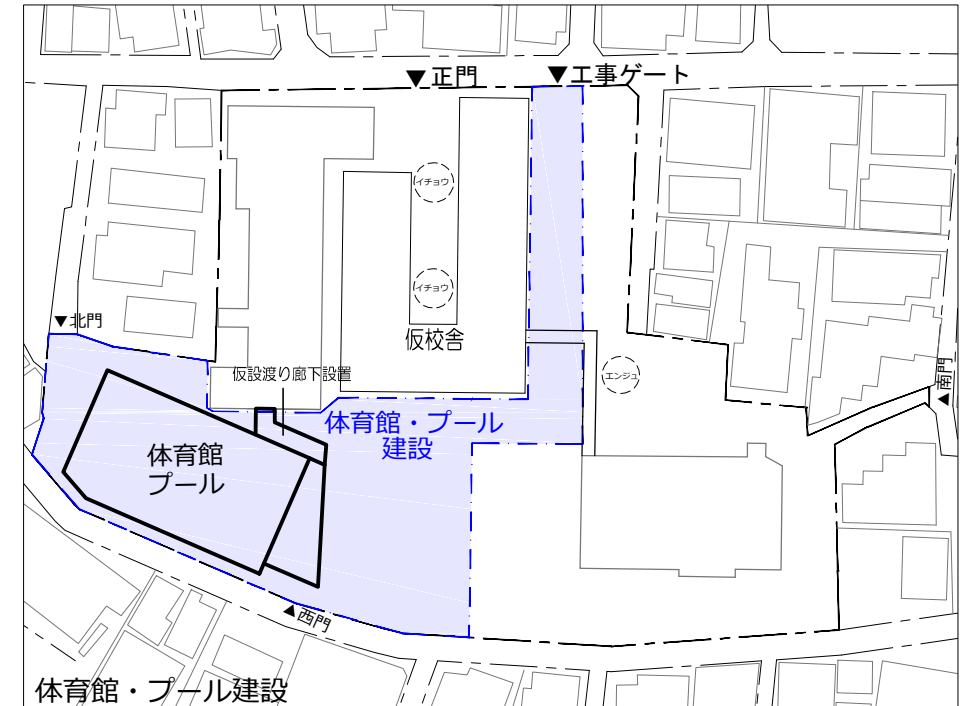 ▼正門
▼工事ゲート
イチョウ
イチョウ
▼北門
仮校舎
仮設渡り廊下設置
エンジュ
▲南門
体育館・プール
建設
体育館
プール
▲西門
体育館・プール建設